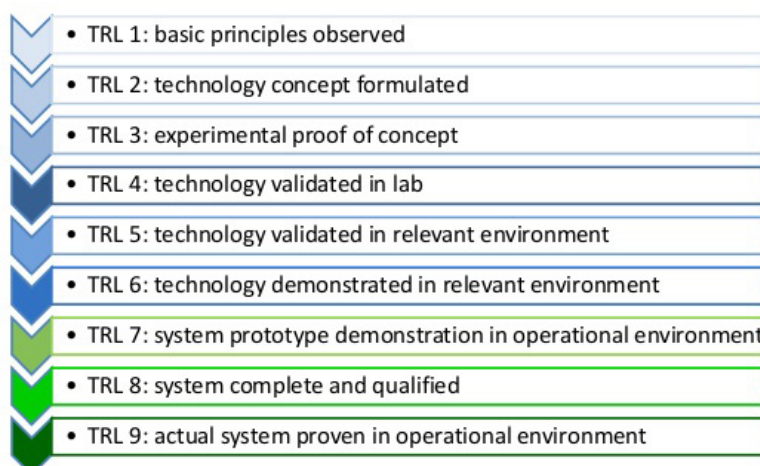 • TRL 1: basic principles observed
• TRL 2: technology concept formulated
• TRL 3: experimental proof of concept
• TRL 4: technology validated in lab
• TRL 5: technology validated in relevant environment
• TRL 6: technology demonstrated in relevant environment
• TRL 7: system prototype demonstration in operational environment
• TRL 8: system complete and qualified
• TRL 9: actual system proven in operational environment